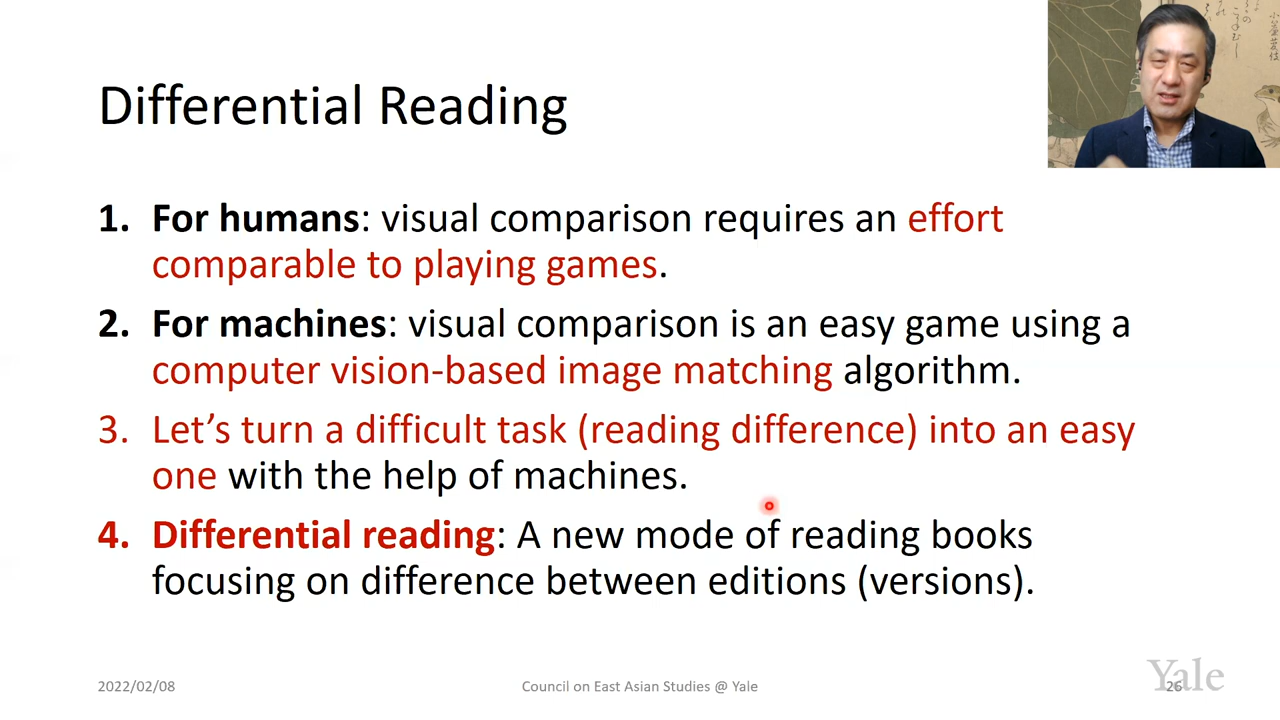 Differential Reading
1. For humans: visual comparison requires an effort
comparable to playing games.
2. For machines: visual comparison is an easy game using a
computer vision-based image matching algorithm.
3. Let’s turn a difficult task (reading difference) into an easy
one with the help of machines.
4. Differential reading: A new mode of reading books
focusing on difference between editions (versions).
2022/02/08
Council on East Asian Studies @ Yale
Yale
26